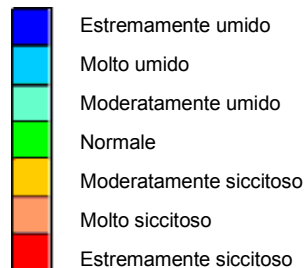 Estremamente umido
Molto umido
Moderatamente umido
Normale
Moderatamente siccitoso
Molto siccitoso
Estremamente siccitoso